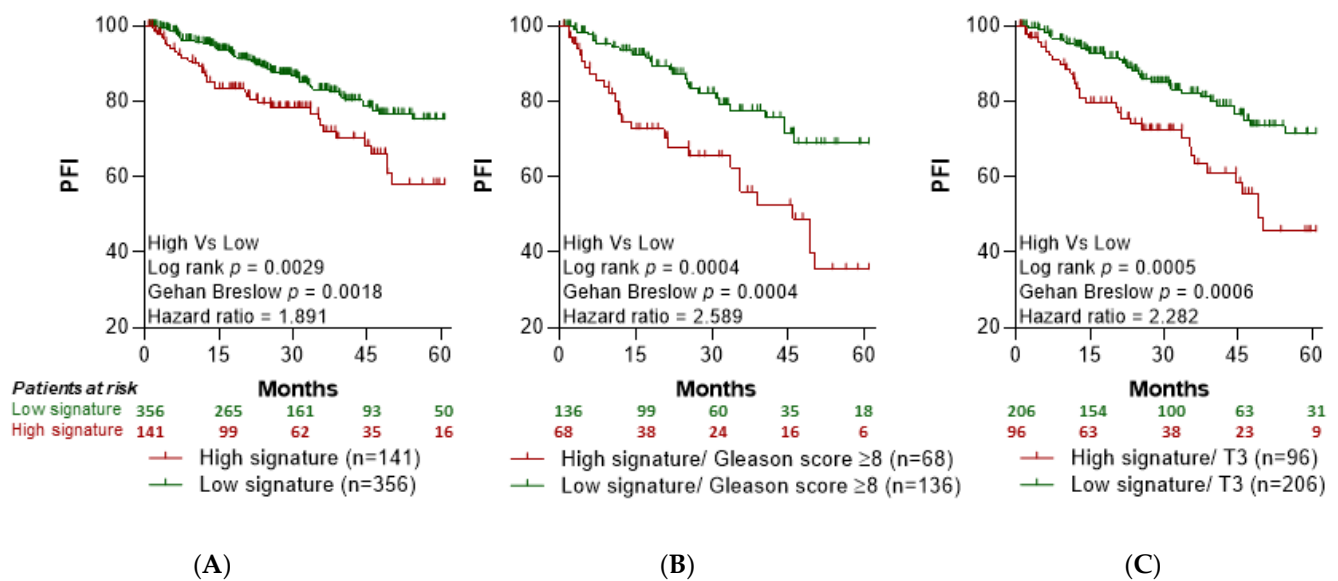 100
80
60
40
20
PFI
High Vs Low
Log rank p = 0.0029
Gehan Breslow p = 0.0018
Hazard ratio = 1.891
0 15 30 45 60
Months
Patients at risk
Low signature 356 265 161 93 50
High signature 141 99 62 35 16
High signature (n=141)
Low signature (n=356)
(A)
100
80
60
40
20
PFI
High Vs Low
Log rank p = 0.0004
Gehan Breslow p = 0.0004
Hazard ratio = 2.589
0 15 30 45 60
Months
136 99 60 35 18
68 38 24 16 6
High signature/ Gleason score ≥8 (n=68)
Low signature/ Gleason score ≥8 (n=136)
(B)
100
80
60
40
20
PFI
High Vs Low
Log rank p = 0.0005
Gehan Breslow p = 0.0006
Hazard ratio = 2.282
0 15 30 45 60
Months
206 154 100 63 31
96 63 38 23 9
High signature/ T3 (n=96)
Low signature/ T3 (n=206)
(C)